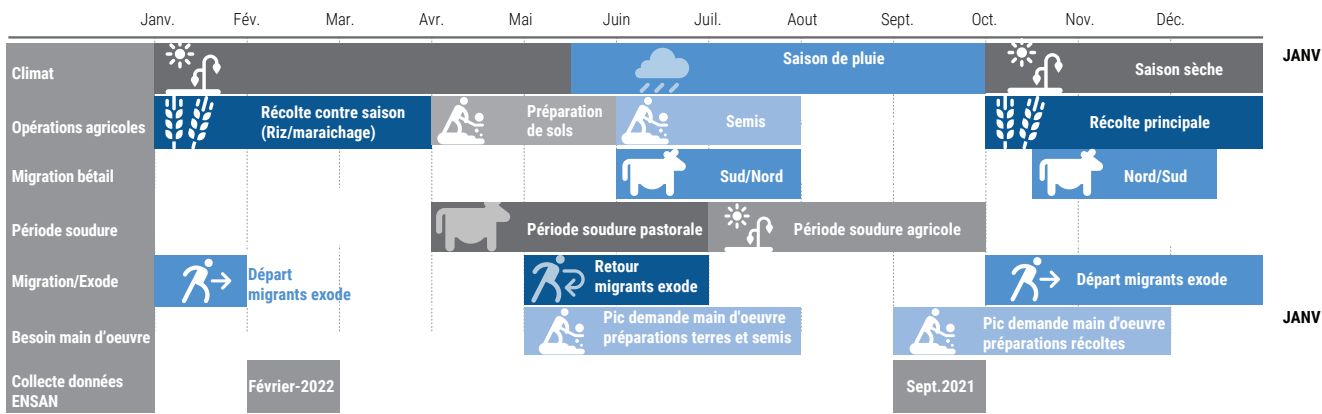 Janv. Fév. Mar. Avr. Mai Juin Juil. Aout Sept. Oct. Nov. Déc.
JANV
Climat
Saison de pluie
Saison sèche
Opérations agricoles
Récolte contre saison
(Riz/maraichage)
Préparation
de sols
Semis
Récolte principale
Migration bétail
Sud/Nord
Nord/Sud
Période soudure
Période soudure pastorale
Période soudure agricole
Migration/Exode
Départ
migrants exode
Retour
migrants exode
Départ migrants exode
JANV
Besoin main d’oeuvre
Pic demande main d'oeuvre
préparations terres et semis
Pic demande main d'oeuvre
préparations récoltes
Collecte données
ENSAN
Février-2022
Sept.2021